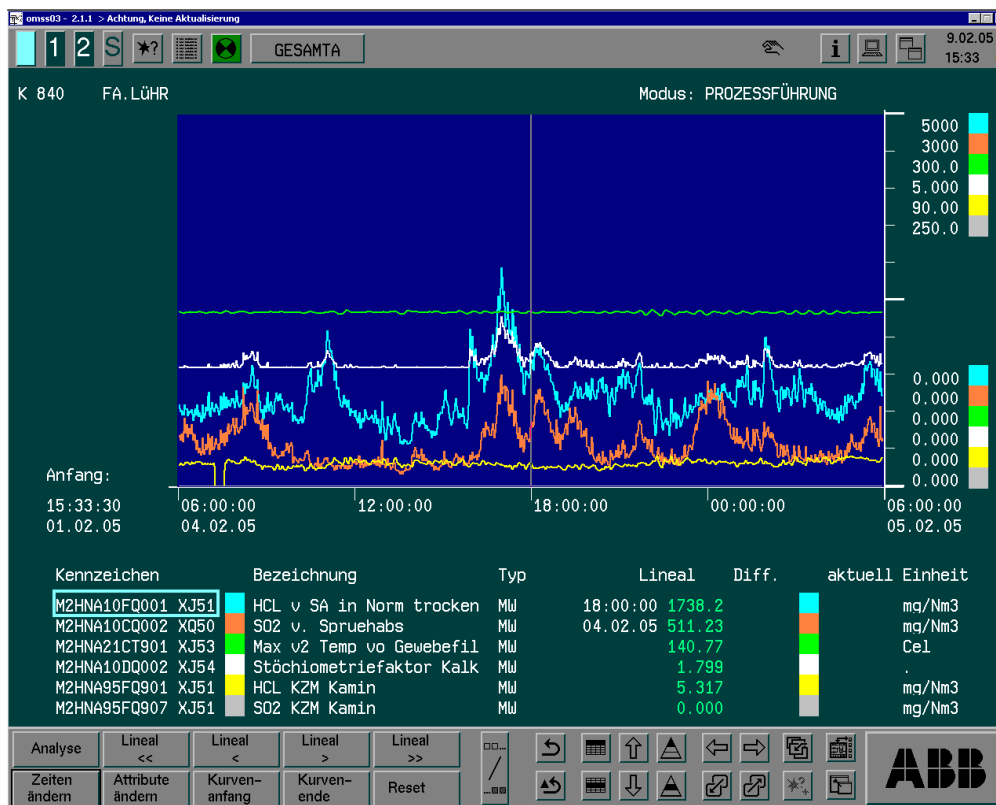 omss03 - 2.1.1 > Achtung, Keine Aktualisierung
1 2 S *? GESAMTA i 9.02.05
15:33
K 840 FA.LüHR Modus: PROZESSFÜHRUNG
5000
3000
300.0
5.000
90.00
250.0
0.000
0.000
0.000
0.000
0.000
0.000
Anfang:
15:33:30 06:00:00 12:00:00 18:00:00 00:00:00 06:00:00
01.02.05 04.02.05 05.02.05
Kennzeichen Bezeichnung Typ Lineal Diff. aktuell Einheit
M2HNA10FQ001 XJ51 HCL v SA in Norm trocken MW 18:00:00 1738.2 mg/Nm3
M2HNA10CQ002 XQ50 SO2 v. Spruehabs MW 04.02.05 511.23 mg/Nm3
M2HNA21CT901 XJ53 Max v2 Temp vo Gewebefil MW 140.77 Cel
M2HNA10DQ002 XJ54 Stöchiometriefaktor Kalk MW 1.799 .
M2HNA95FQ901 XJ51 HCL KZM Kamin MW 5.317 mg/Nm3
M2HNA95FQ907 XJ51 SO2 KZM Kamin MW 0.000 mg/Nm3
Analyse Lineal << Lineal < Lineal > Lineal >>
Zeiten ändern Attribute ändern Kurven-anfang Kurven-ende Reset
ABB